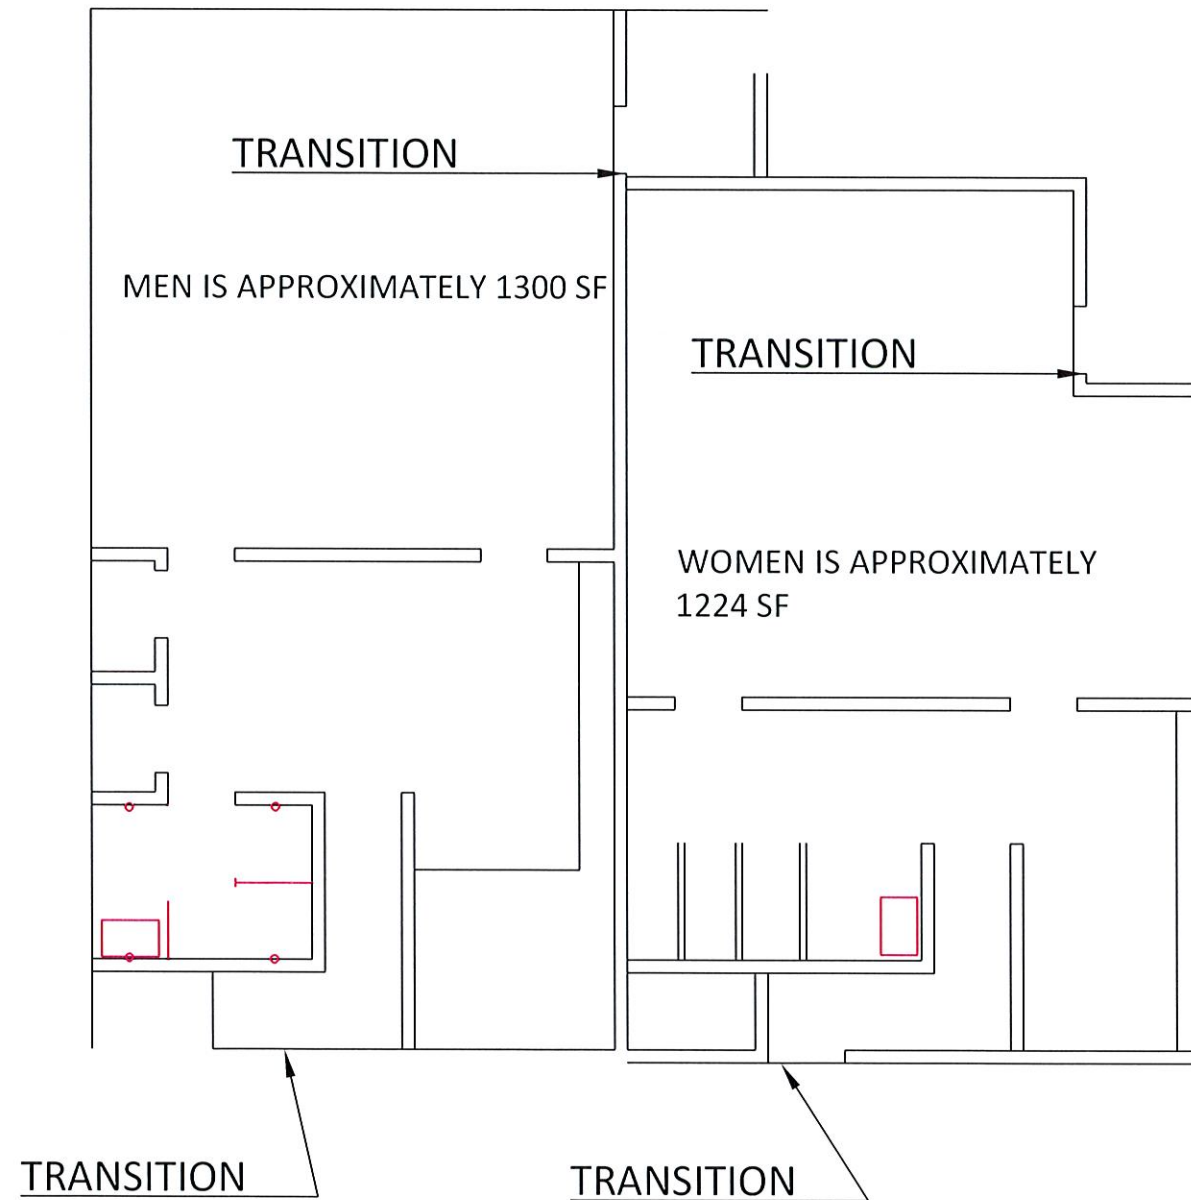 TRANSITION
MEN IS APPROXIMATELY 1300 SF
TRANSITION
WOMEN IS APPROXIMATELY
1224 SF
TRANSITION
TRANSITION